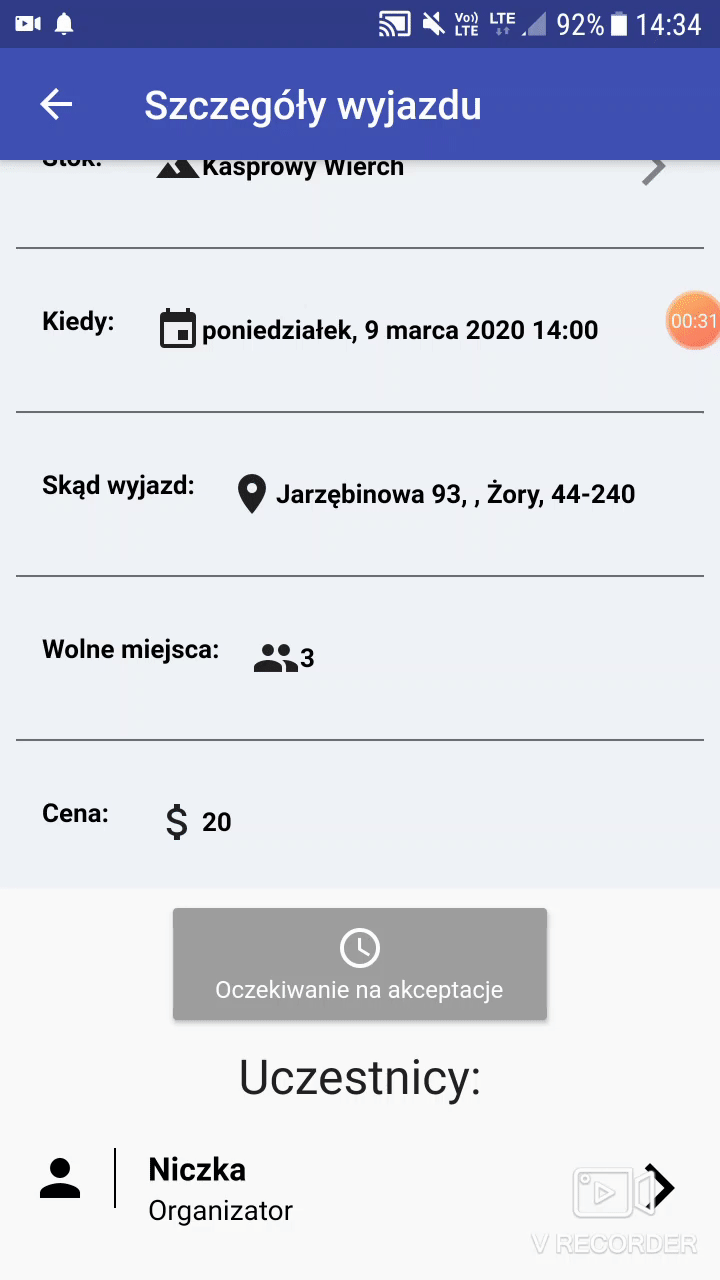 Vo))
LTE
LTE
92%
14:34
Szczegóły wyjazdu
Stok:
Kasprowy Wierch
Kiedy:
poniedziałek, 9 marca 2020 14:00
00:31
Skąd wyjazd:
Jarzębinowa 93, , Żory, 44-240
Wolne miejsca:
3
Cena:
$ 20
Oczekiwanie na akceptacje
Uczestnicy:
Niczka
Organizator
V RECORDER